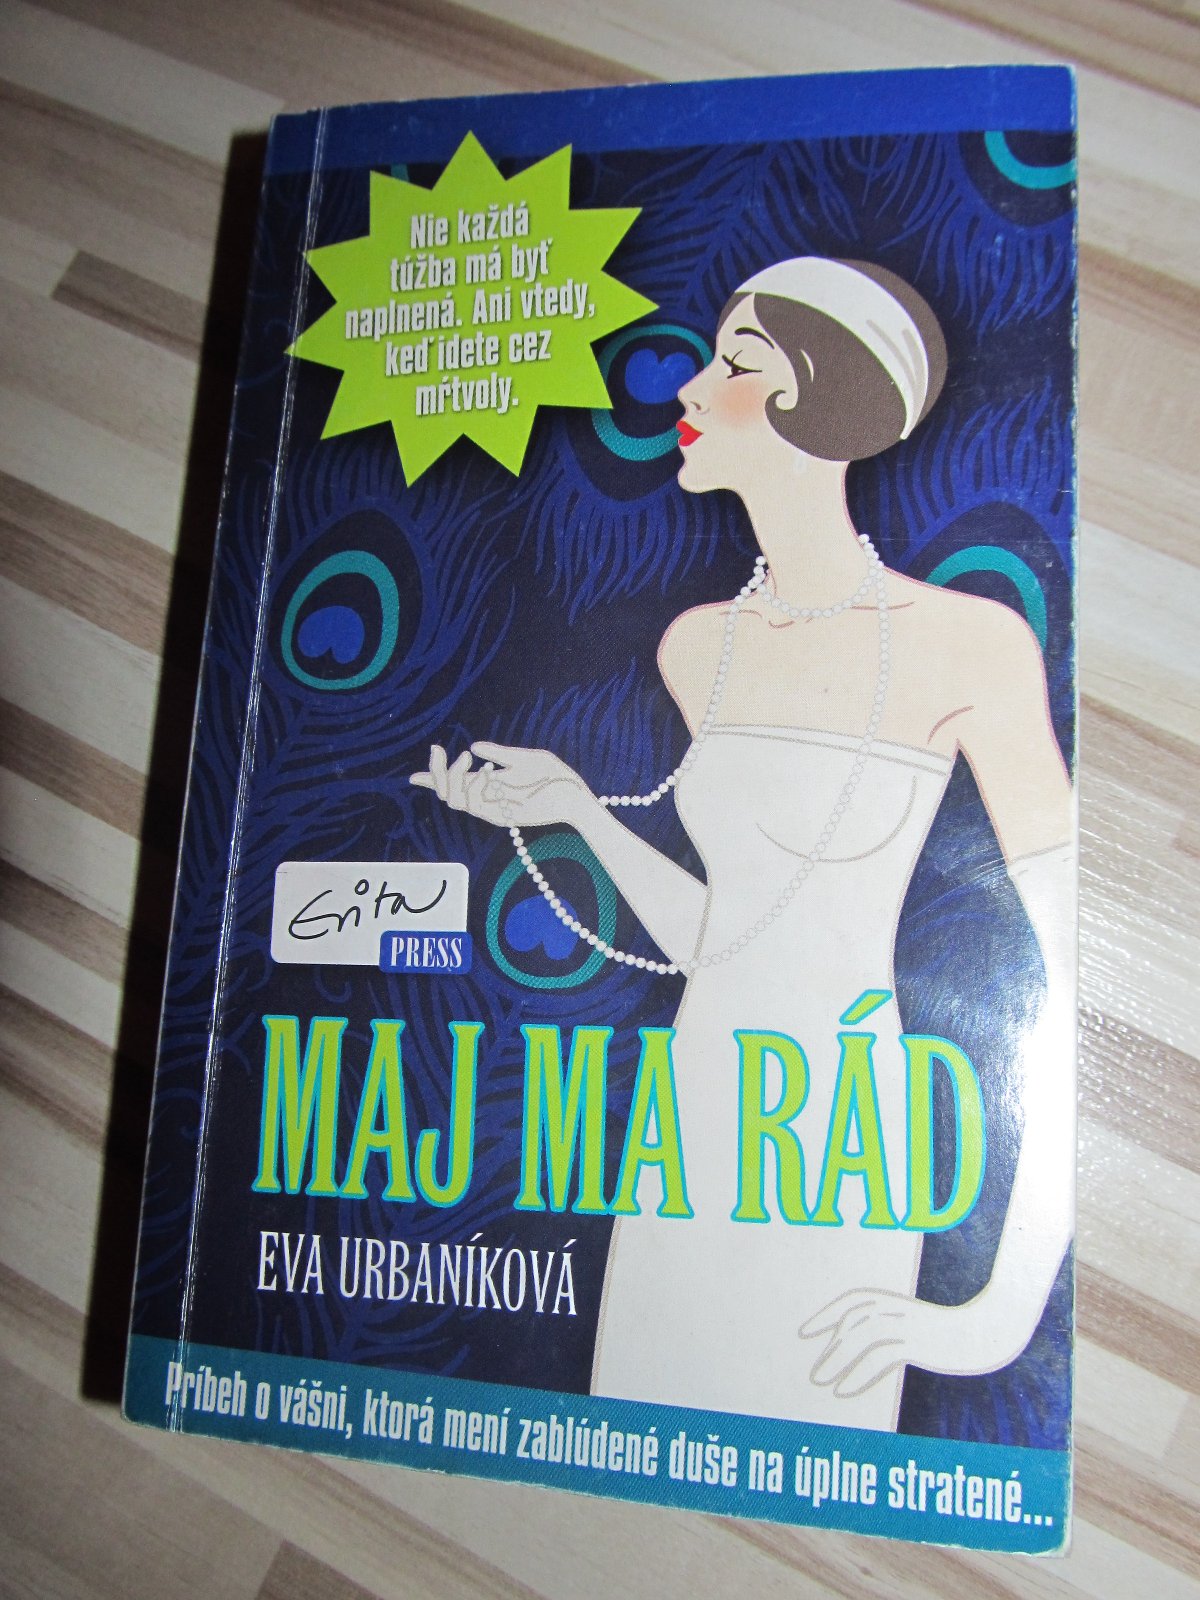 Nie každá
túžba má byť
naplnená. Ani vtedy,
keď idete cez
mŕtvoly.
Evita
PRESS
MAJ MA RÁD
EVA URBANÍKOVÁ
Príbeh o vášni, ktorá mení zablúdené duše na úplne stratené...